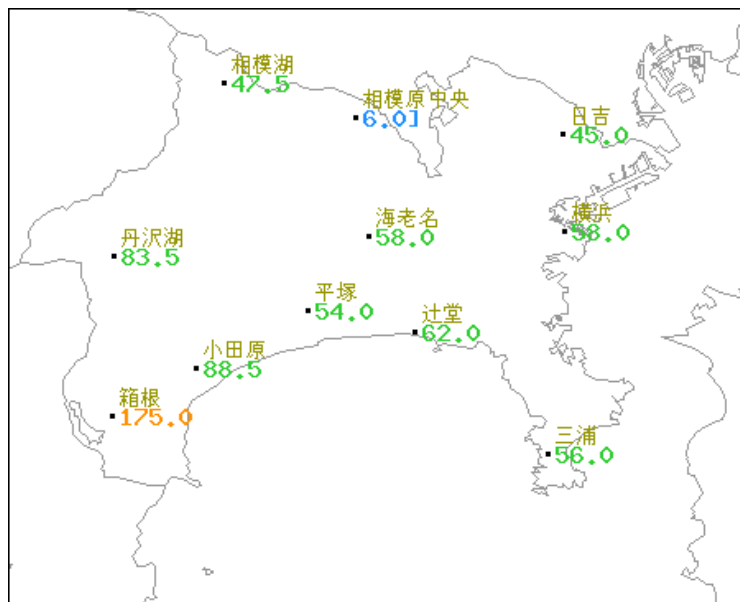 相模湖
47.5
相模原中央
6.0]
日吉
45.0
海老名
58.0
横浜
58.0
丹沢湖
83.5
平塚
54.0
辻堂
62.0
小田原
88.5
箱根
175.0
三浦
56.0